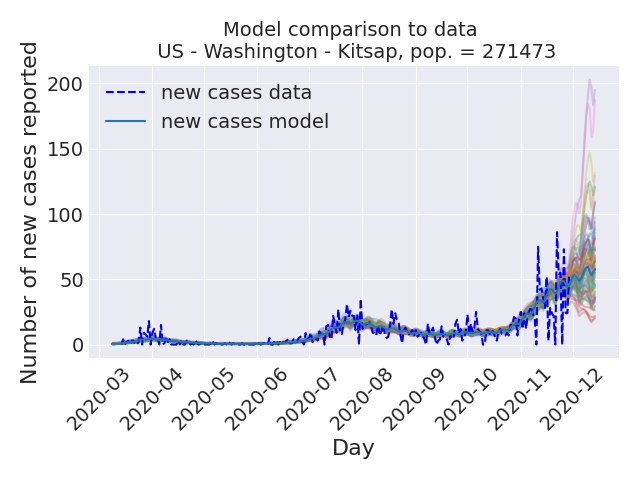 Model comparison to data
US - Washington - Kitsap, pop. = 271473
new cases data
new cases model
Number of new cases reported
200
150
100
50
0
2020-03
2020-04
2020-05
2020-06
2020-07
2020-08
2020-09
2020-10
2020-11
2020-12
Day